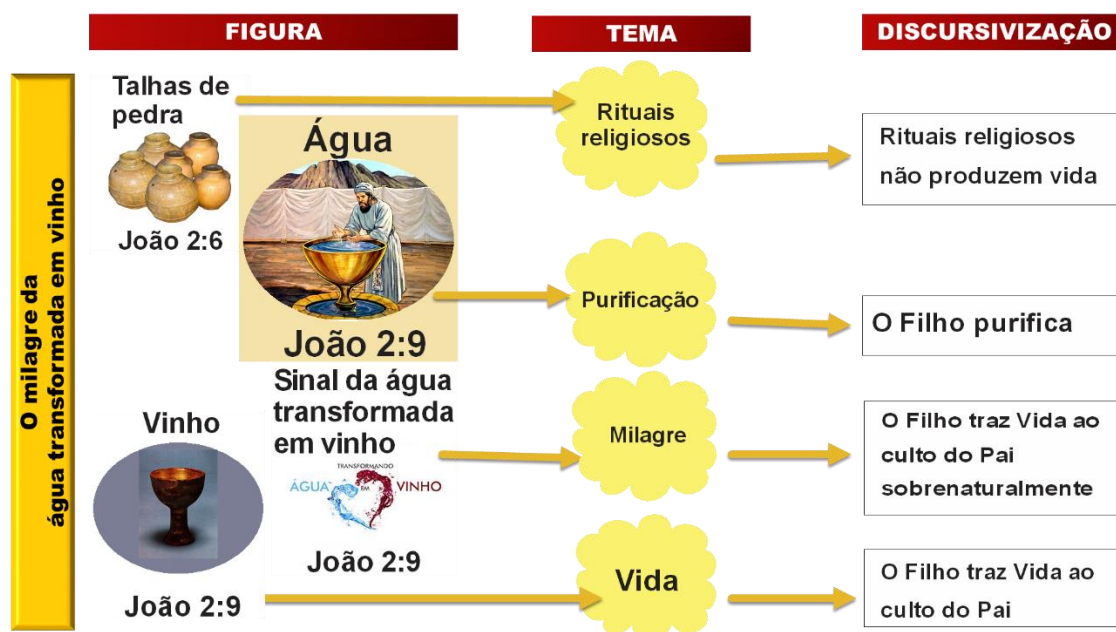 FIGURA
TEMA
DISCURSIVIZAÇÃO
O milagre da
água transformada em vinho
Talhas de
pedra
João 2:6
Água
João 2:9
Sinal da água
transformada
em vinho
TRANSFORMANDO
ÁGUA EM VINHO
João 2:9
Vinho
João 2:9
Rituais
religiosos
Purificação
Milagre
Vida
Rituais religiosos
não produzem vida
O Filho purifica
O Filho traz Vida ao
culto do Pai
sobrenaturalmente
O Filho traz Vida ao
culto do Pai